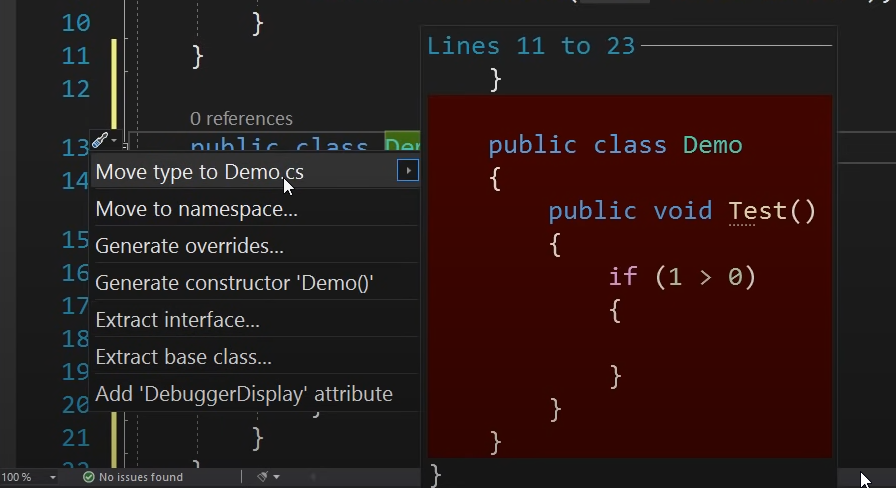 10 }
11 }
12
0 references
13 public class Dem
14
15
16
17
18
19
20
21 }
Move type to Demo.cs
Move to namespace...
Generate overrides...
Generate constructor 'Demo()'
Extract interface...
Extract base class...
Add 'DebuggerDisplay' attribute
Lines 11 to 23
}
public class Demo
{
public void Test()
{
if (1 > 0)
{
}
}
}
}
100 %
No issues found